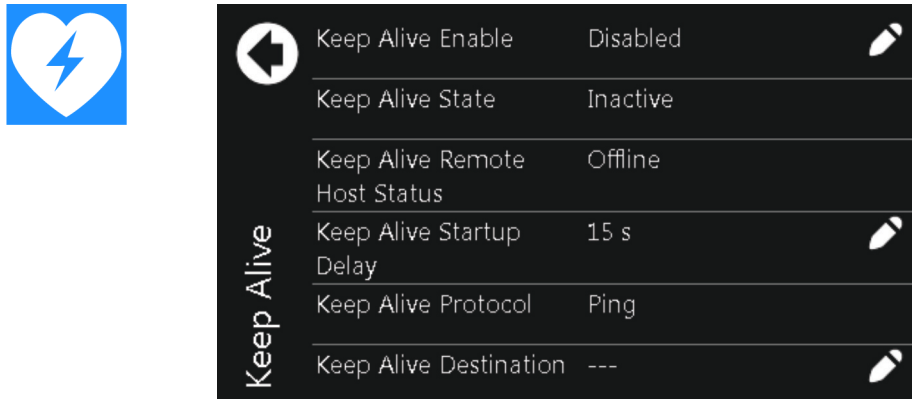 Keep Alive Enable Disabled
Keep Alive State Inactive
Keep Alive Remote Offline
Host Status
Keep Alive Startup 15 s
Delay
Keep Alive Protocol Ping
Keep Alive Destination ---
Keep Alive